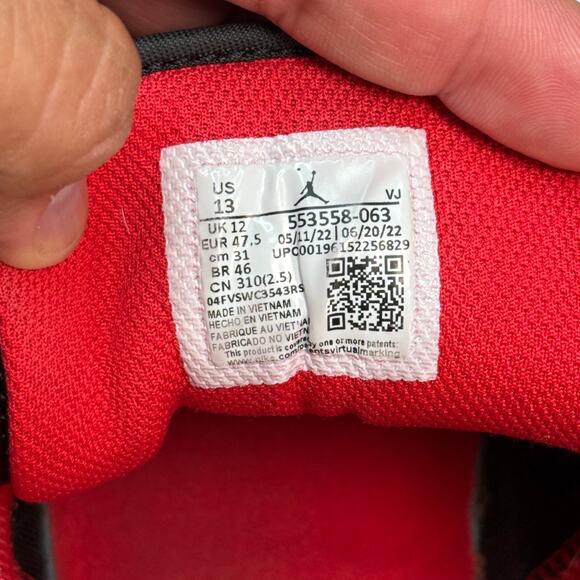 US
13
VJ
UK 12
553558-063
EUR 47.5
05/11/22 | 06/20/22
cm 31
UPC00196152256829
BR 46
CN 310(2.5)
04FVSWC3543RS
MADE IN VIETNAM
HECHO EN VIETNAM
FABRIQUE AU VIETNAM
FABRICADO NO VIETN
This product is covered by one or more patents: